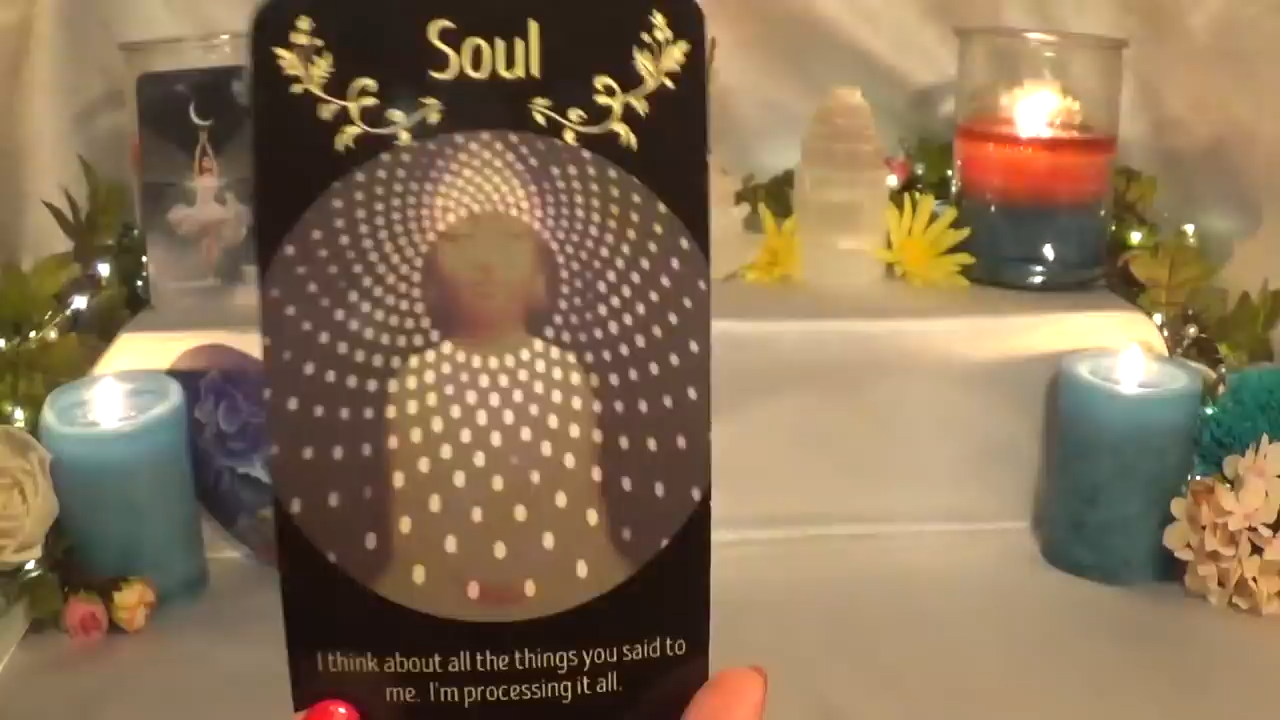 Soul
I think about all the things you said to
me. I'm processing it all.